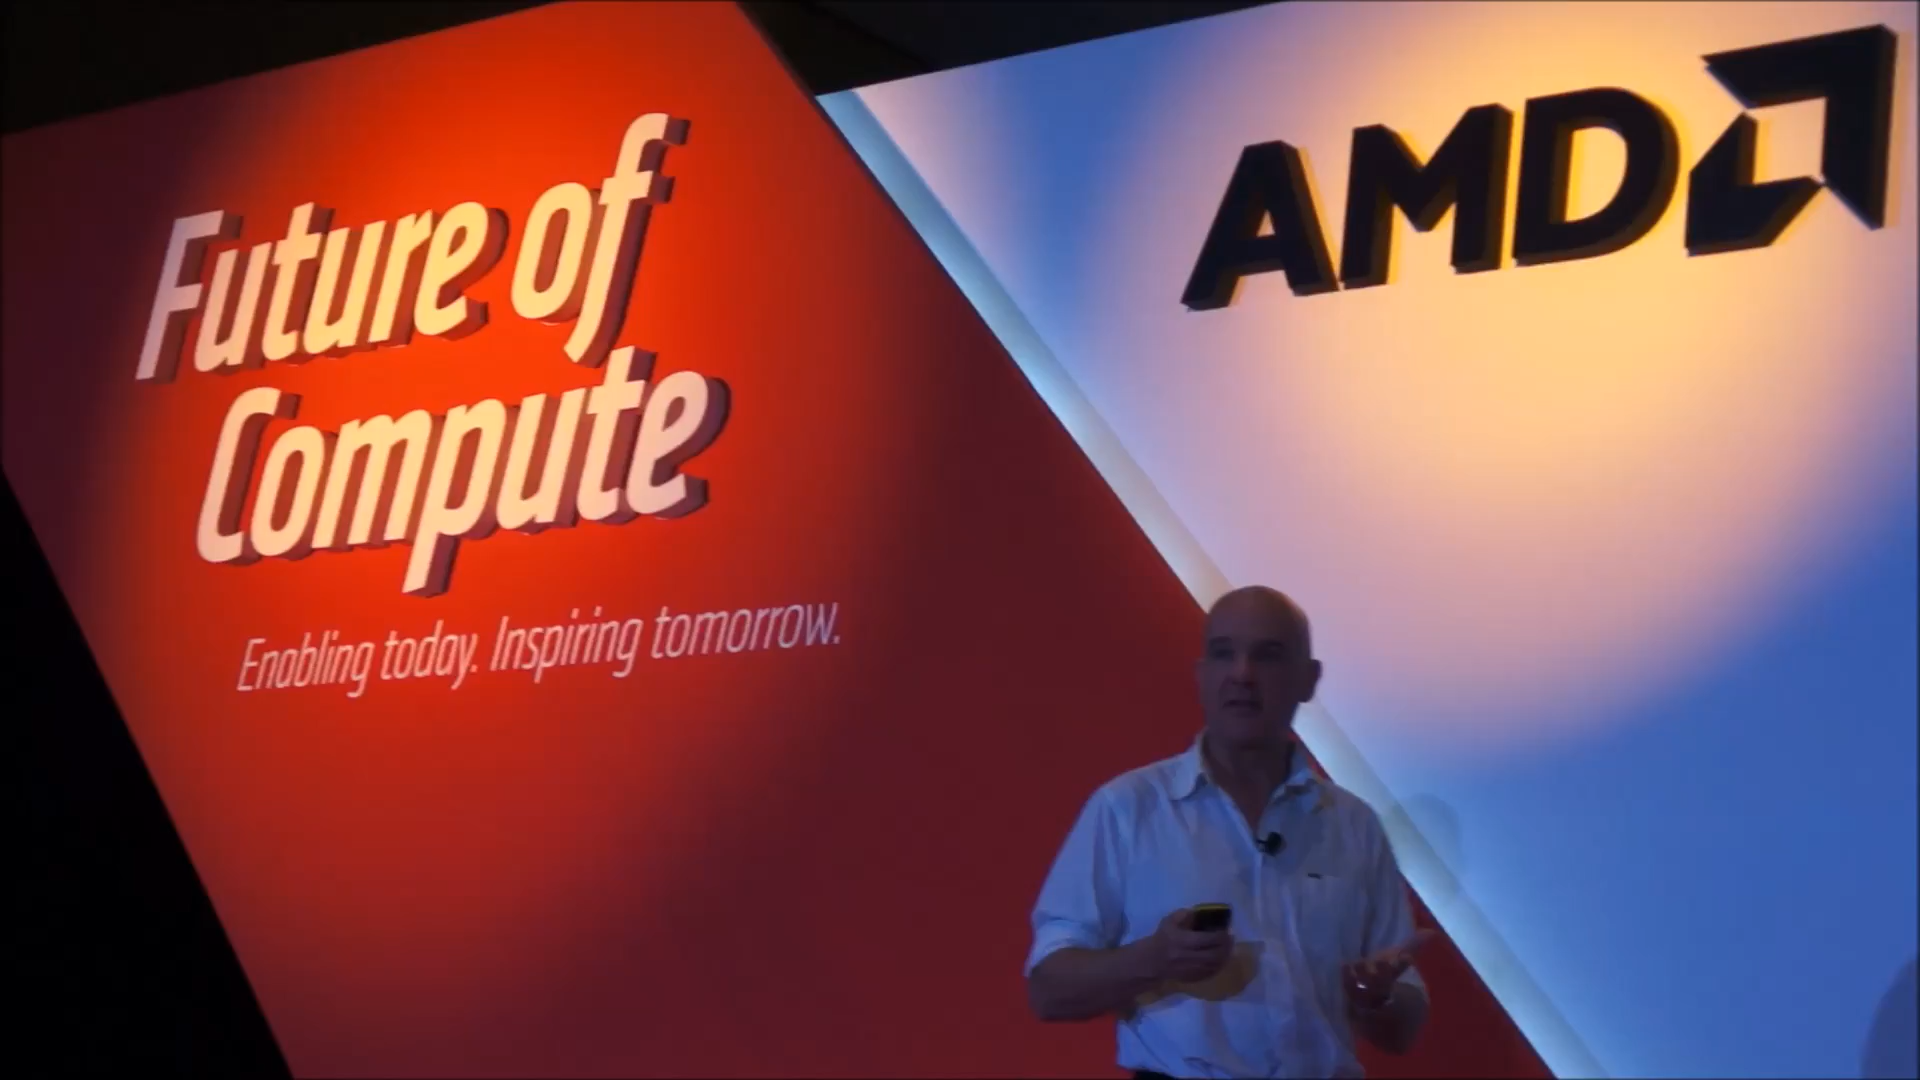 Future of
Compute
Enabling today. Inspiring tomorrow.
AMD